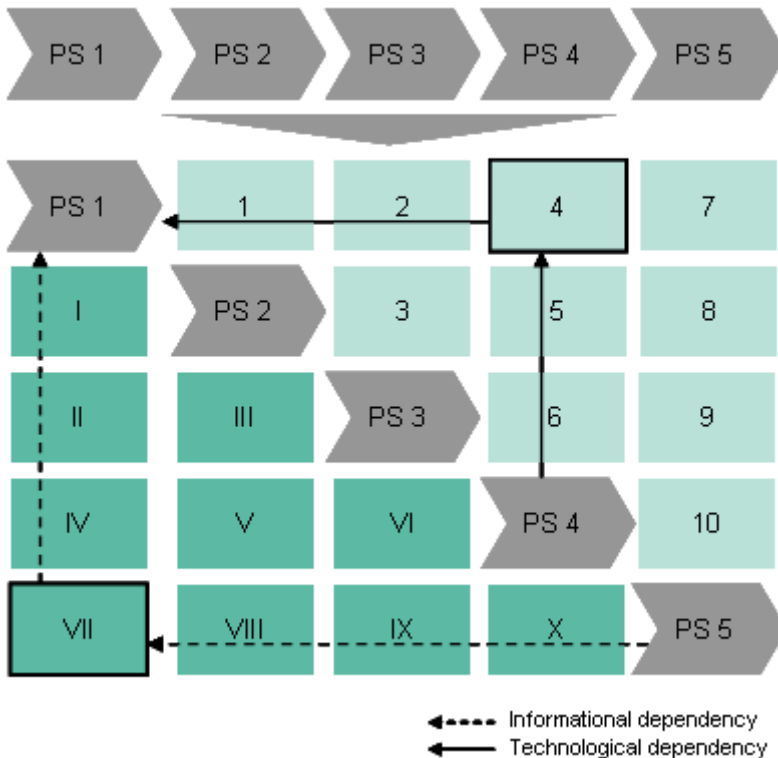 PS 1 PS 2 PS 3 PS 4 PS 5
PS 1 1 2 4 7
I PS 2 3 5 8
II III PS 3 6 9
IV V VI PS 4 10
VII VIII IX X PS 5
Informational dependency
Technological dependency